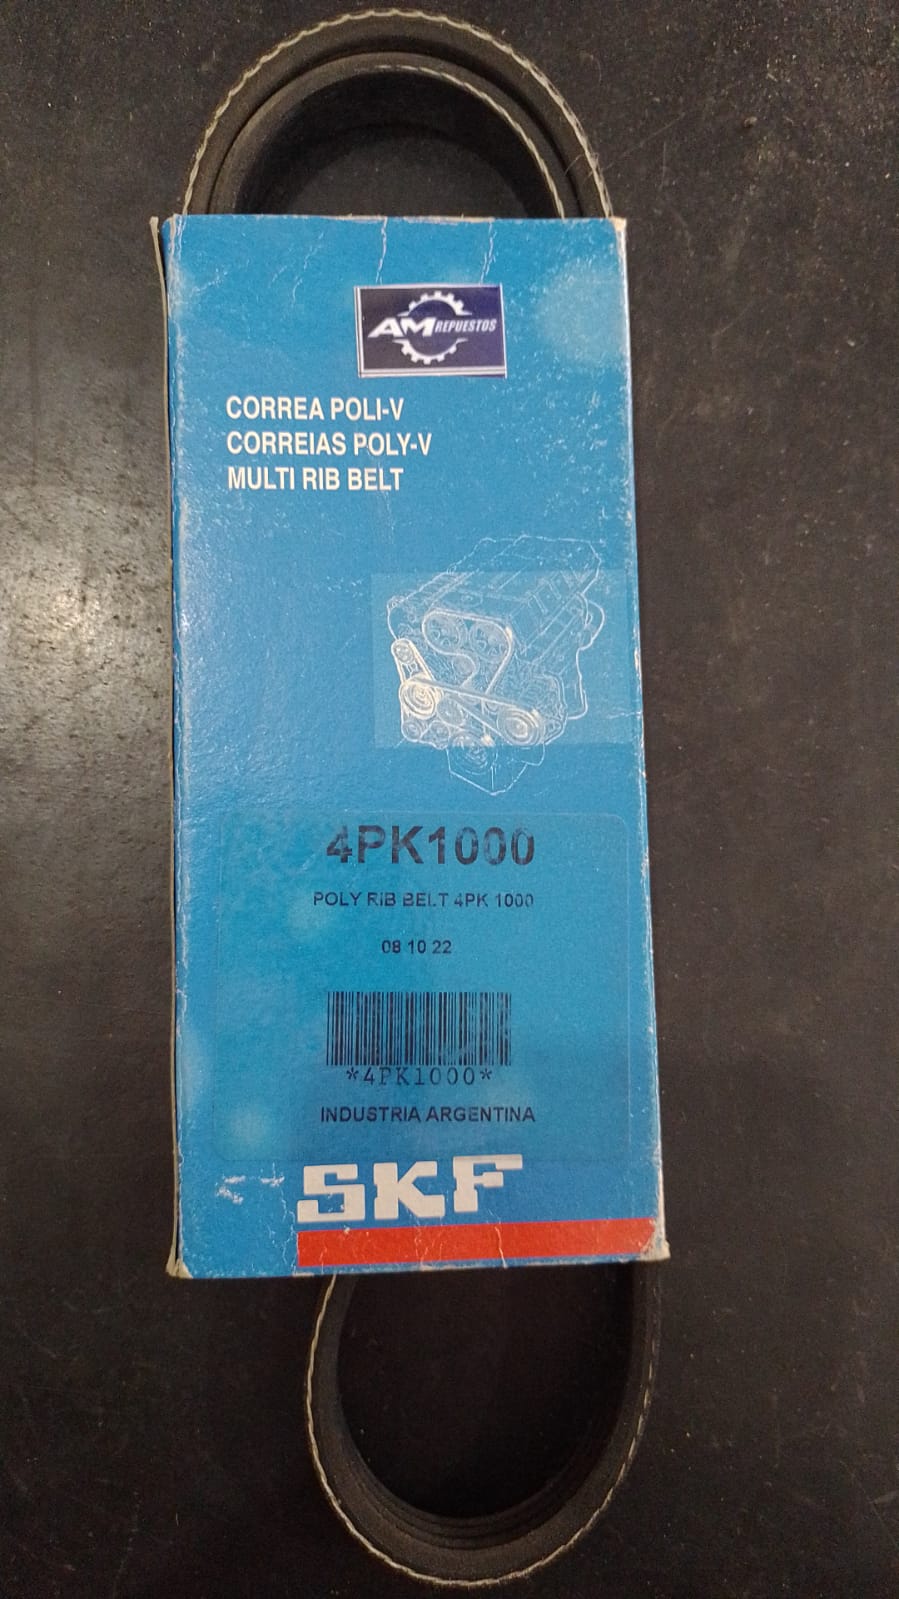 AM REPUESTOS
CORREA POLI-V
CORREIAS POLY-V
MULTI RIB BELT
4PK1000
POLY RIB BELT 4PK 1000
08 10 22
*4PK1000*
INDUSTRIA ARGENTINA
SKF